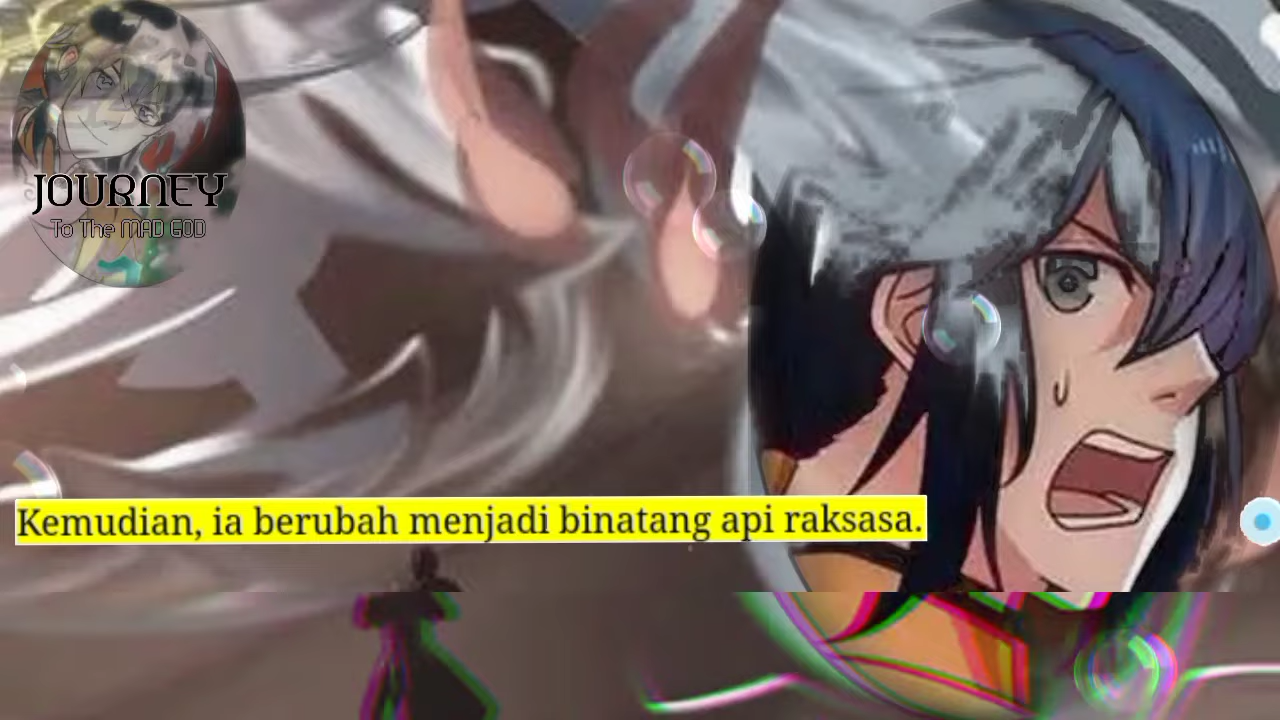 JOURNEY
To The MAD GOD
Kemudian, ia berubah menjadi binatang api raksasa.